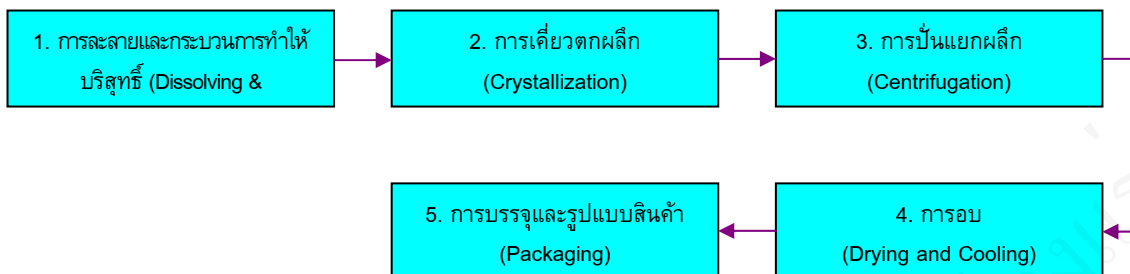 1. การละลายและกระบวนการทำให้
บริสุทธิ์ (Dissolving &
2. การเคี่ยวตกผลึก
(Crystallization)
3. การปั่นแยกผลึก
(Centrifugation)
4. การอบ
(Drying and Cooling)
5. การบรรจุและรูปแบบสินค้า
(Packaging)